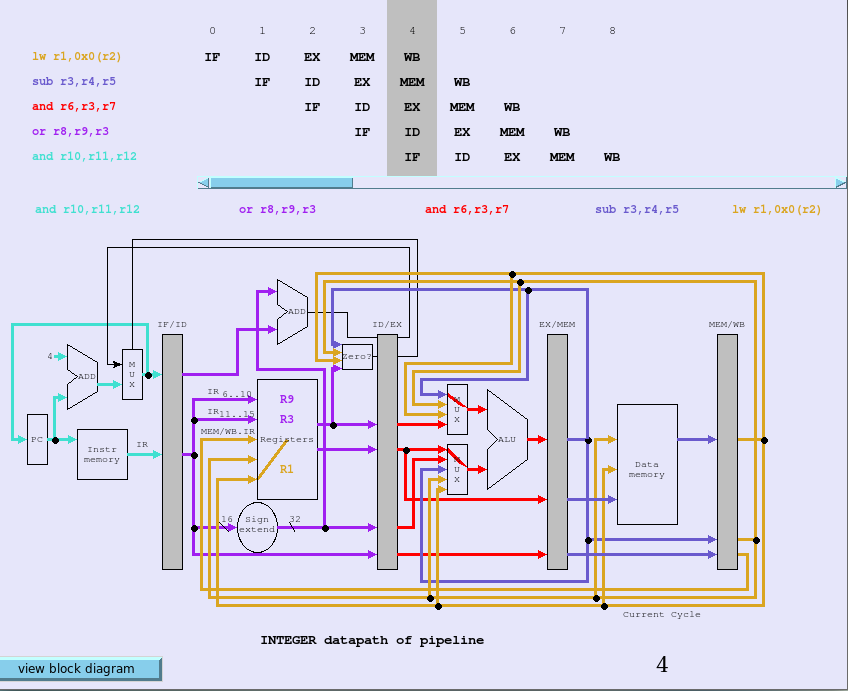 0 1 2 3 4 5 6 7 8
lw r1,0x0(r2) IF ID EX MEM WB
sub r3,r4,r5 IF ID EX MEM WB
and r6,r3,r7 IF ID EX MEM WB
or r8,r9,r3 IF ID EX MEM WB
and r10,r11,r12 IF ID EX MEM WB
and r10,r11,r12 or r8,r9,r3 and r6,r3,r7 sub r3,r4,r5 lw r1,0x0(r2)
ADD
IF/ID ID/EX EX/MEM MEM/WB
4 Zero?
ADD
M
U
X
IR 6..10 R9
M
U
X
IR 11..15 R3
MEM/WB.IR
PC Registers ALU
Instr
memory
IR
M
U
X
R1
Data
memory
16 Sign
extend
32
Current Cycle
INTEGER datapath of pipeline
view block diagram
4